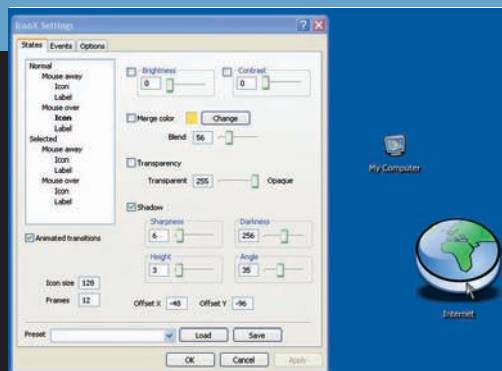 IconX Settings
States Events Options
Normal
Mouse away
Icon
Label
Mouse over
Icon
Label
Selected
Mouse away
Icon
Label
Mouse over
Icon
Label
Animated transitions
Icon size 128
Frames 12
Brightness Contrast
0 0
Merge color Change
Blend 56
Transparency
Transparent 255 Opaque
Shadow
Sharpness Darkness
6 256
Height Angle
3 35
Offset X -48 Offset Y -96
Preset Load Save
OK Cancel Apply
My Computer
Internet